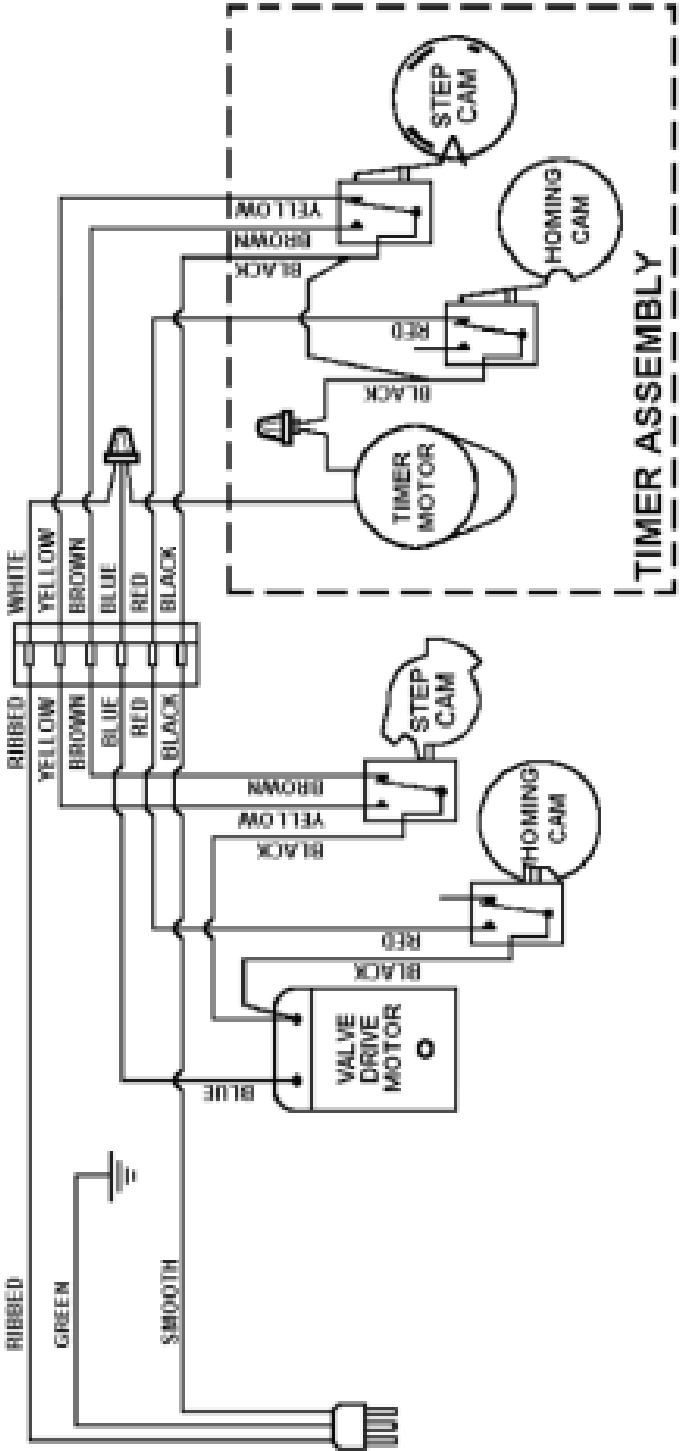 RIBBED
GREEN
SMOOTH
RIBBED
YELLOW
BROWN
BLUE
RED
BLACK
WHITE
YELLOW
BROWN
BLUE
RED
BLACK
BLUE
VALVE
DRIVE
MOTOR
BLACK
RED
BLACK
YELLOW
BROWN
STEP
CAM
HOMING
CAM
TIMER
MOTOR
BLACK
RED
BLACK
BROWN
YELLOW
STEP
CAM
HOMING
CAM
TIMER ASSEMBLY